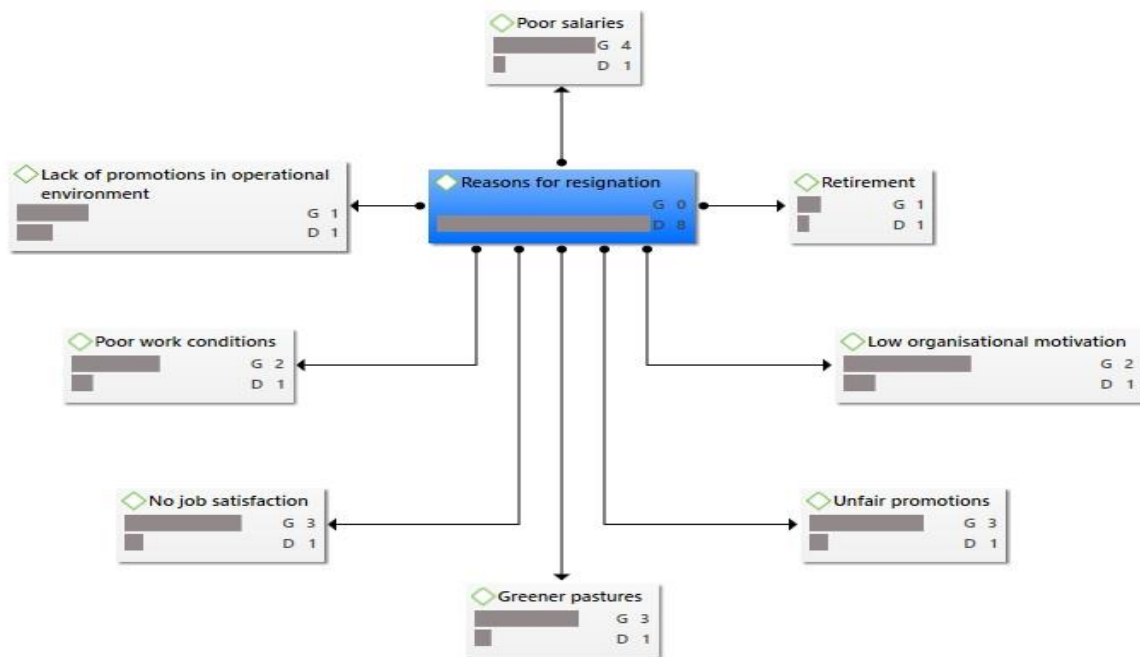 Poor salaries
G 4
D 1
Lack of promotions in operational
environment
G 1
D 1
Reasons for resignation
G 0
D 8
Retirement
G 1
D 1
Poor work conditions
G 2
D 1
Low organisational motivation
G 2
D 1
No job satisfaction
G 3
D 1
Unfair promotions
G 3
D 1
Greener pastures
G 3
D 1